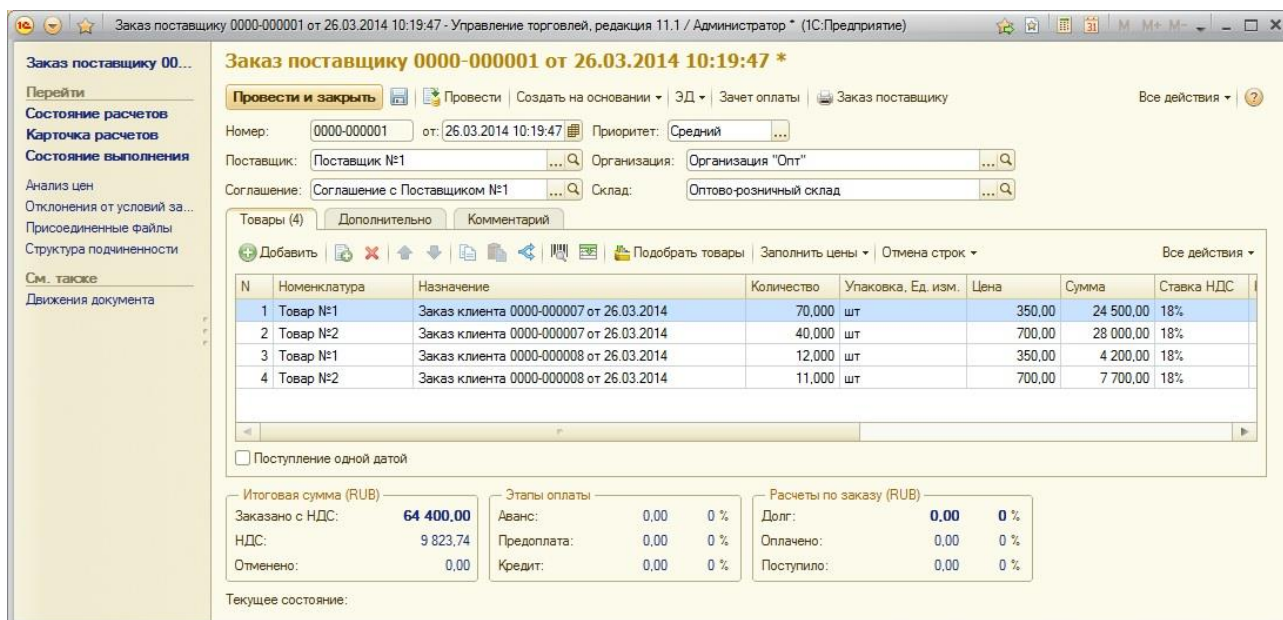 Заказ поставщику 0000-000001 от 26.03.2014 10:19:47 - Управление торговлей, редакция 11.1 / Администратор * (1С:Предприятие) 31 M M+ M-
Заказ поставщику 00...
Перейти
Состояние расчетов
Карточка расчетов
Состояние выполнения
Анализ цен
Отклонения от условий за...
Присоединенные файлы
Структура подчиненности
См. также
Движения документа
Заказ поставщику 0000-000001 от 26.03.2014 10:19:47 *
Провести и закрыть Провести Создать на основании ЭД Зачет оплаты Заказ поставщику Все действия ?
Номер: 0000-000001 от: 26.03.2014 10:19:47 Приоритет: Средний ...
Поставщик: Поставщик №1 ... Организация: Организация "Опт" ...
Соглашение: Соглашение с Поставщиком №1 ... Склад: Оптово-розничный склад ...
Товары (4) Дополнительно Комментарий
Добавить Подобрать товары Заполнить цены Отмена строк Все действия
N Номенклатура Назначение Количество Упаковка, Ед. изм. Цена Сумма Ставка НДС
1 Товар №1 Заказ клиента 0000-000007 от 26.03.2014 70,000 шт 350,00 24 500,00 18%
2 Товар №2 Заказ клиента 0000-000007 от 26.03.2014 40,000 шт 700,00 28 000,00 18%
3 Товар №1 Заказ клиента 0000-000008 от 26.03.2014 12,000 шт 350,00 4 200,00 18%
4 Товар №2 Заказ клиента 0000-000008 от 26.03.2014 11,000 шт 700,00 7 700,00 18%
Поступление одной датой
Итоговая сумма (RUB) Этапы оплаты Расчеты по заказу (RUB)
Заказано с НДС: 64 400,00 Аванс: 0,00 0 % Долг: 0,00 0 %
НДС: 9 823,74 Предоплата: 0,00 0 % Оплачено: 0,00 0 %
Отменено: 0,00 Кредит: 0,00 0 % Поступило: 0,00 0 %
Текущее состояние: